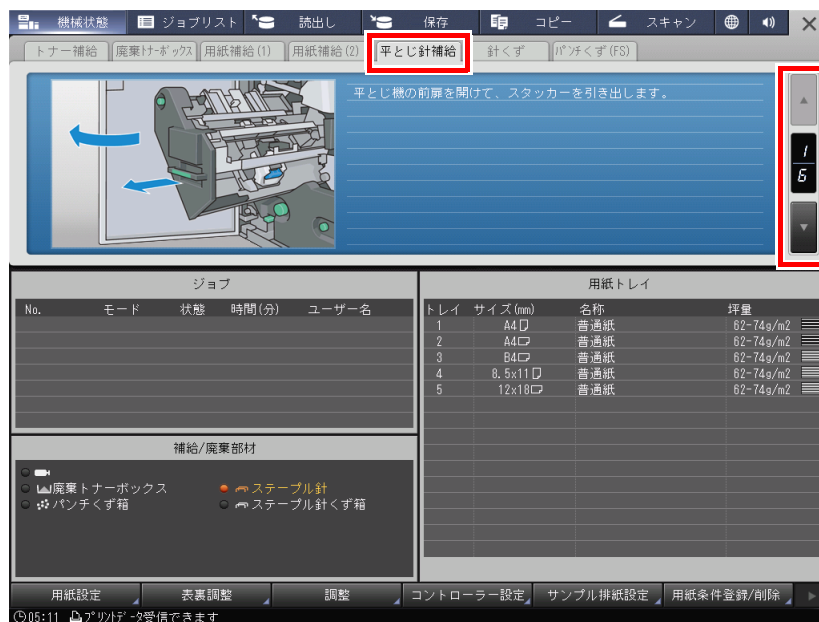 機械状態 ジョブリスト 読出し 保存 コピー スキャン
トナー補給 廃棄ﾄﾅｰﾎﾞｯｸｽ 用紙補給(1) 用紙補給(2) 平とじ針補給 針くず ﾊﾟﾝﾁくず(FS)
平とじ機の前扉を開けて、スタッカーを引き出します。
1
6
ジョブ
No. モード 状態 時間(分) ユーザー名
用紙トレイ
トレイ サイズ(mm) 名称 坪量
1 A4 普通紙 62-74g/m2
2 A4 普通紙 62-74g/m2
3 B4 普通紙 62-74g/m2
4 8.5x11 普通紙 62-74g/m2
5 12x18 普通紙 62-74g/m2
補給/廃棄部材
廃棄トナーボックス ステープル針
パンチくず箱 ステープル針くず箱
用紙設定 表裏調整 調整 コントローラー設定 サンプル排紙設定 用紙条件登録/削除
05:11 ﾌﾟﾘﾝﾄﾃﾞｰﾀ受信できます